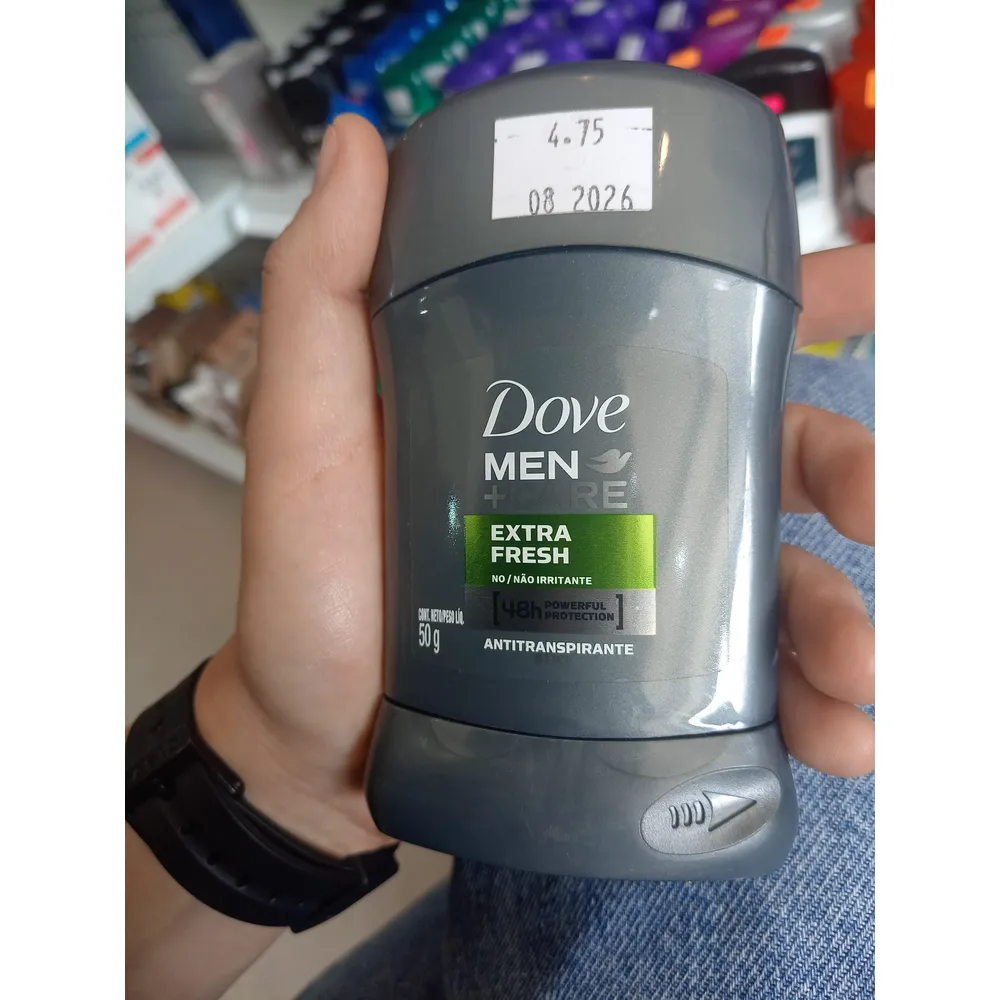 4.75
08 2026
Dove
MEN
+CARE
EXTRA
FRESH
NO / NÃO IRRITANTE
[48h POWERFUL
PROTECTION]
CONT. NETO/PESO LÍQ.
50 g
ANTITRANSPIRANTE